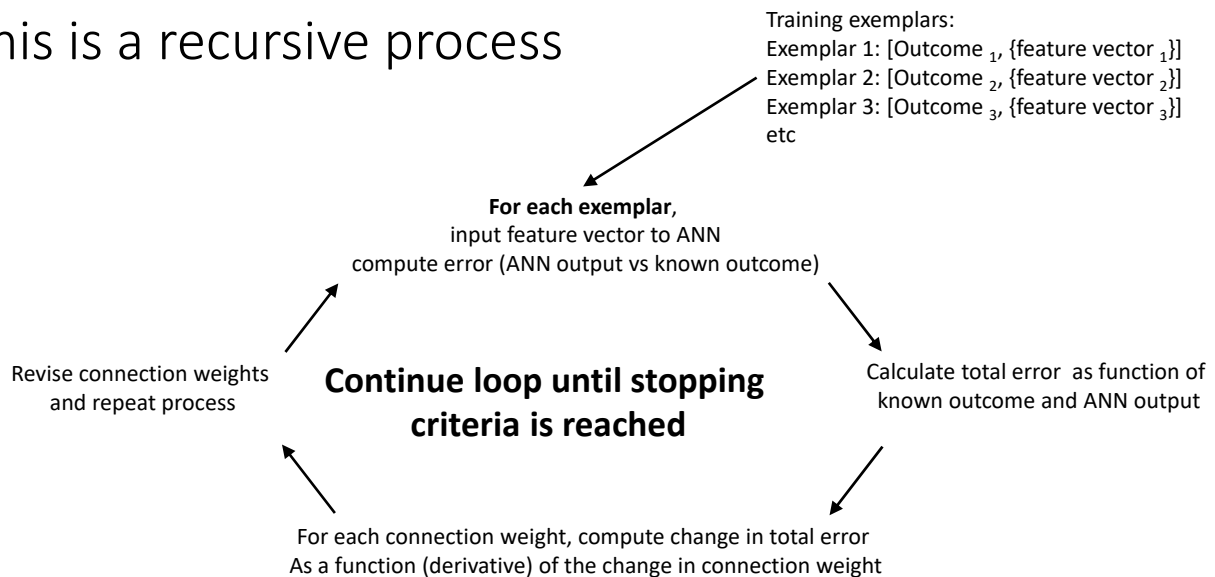 his is a recursive process
Training exemplars:
Exemplar 1: [Outcome 1, {feature vector 1}]
Exemplar 2: [Outcome 2, {feature vector 2}]
Exemplar 3: [Outcome 3, {feature vector 3}]
etc
For each exemplar,
input feature vector to ANN
compute error (ANN output vs known outcome)
Revise connection weights
and repeat process
Continue loop until stopping
criteria is reached
Calculate total error as function of
known outcome and ANN output
For each connection weight, compute change in total error
As a function (derivative) of the change in connection weight